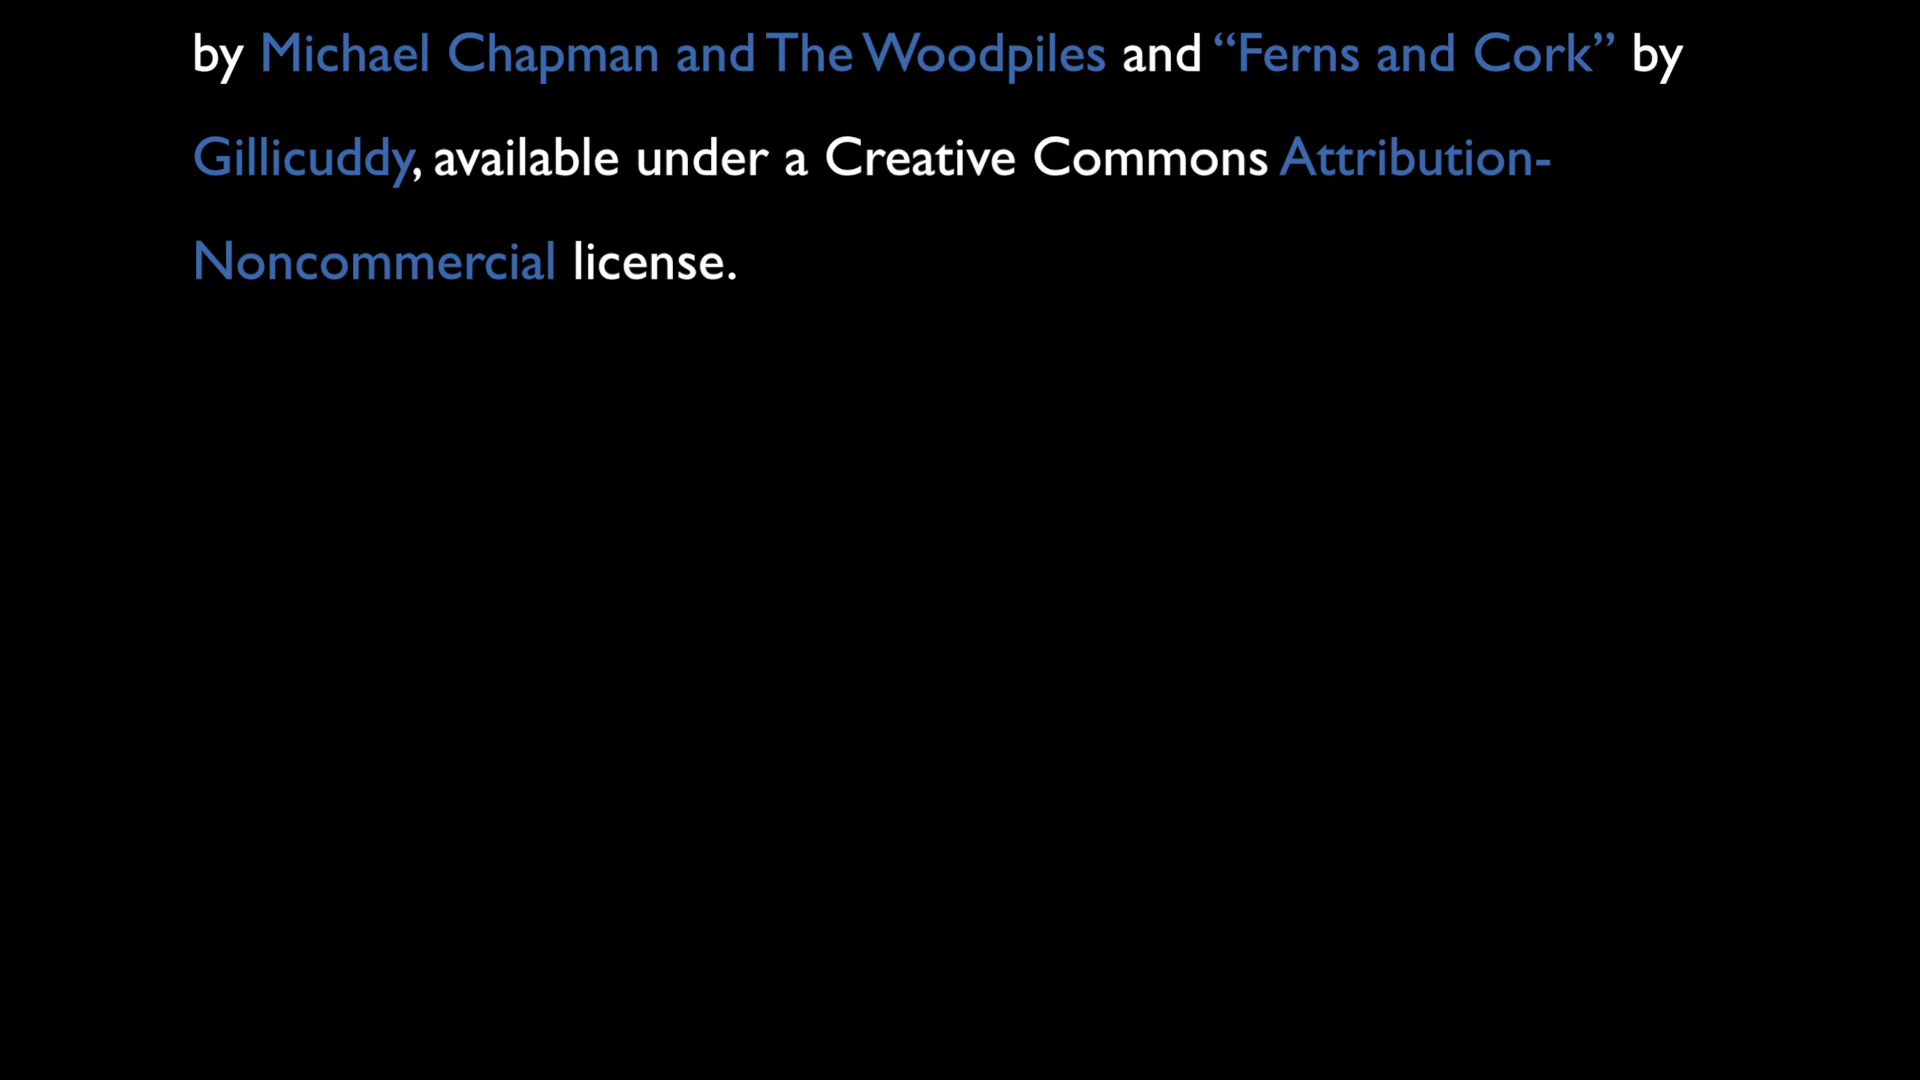 by Michael Chapman and The Woodpiles and “Ferns and Cork” by
Gillicuddy, available under a Creative Commons Attribution-
Noncommercial license.